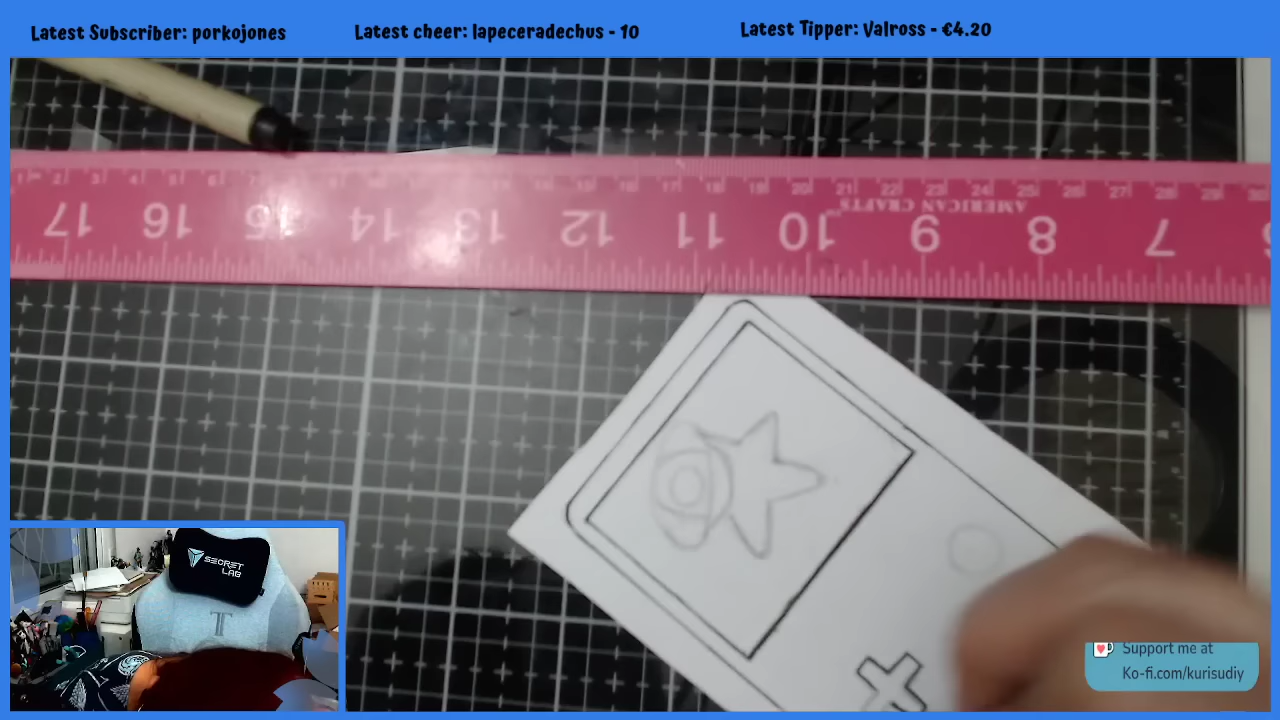 Latest Subscriber: porkojones
Latest cheer: lapeceradechus - 10
Latest Tipper: Valross - €4.20
17 16 15 14 13 12 11 10 9 8 7
AMERICAN CRAFTS
SECRET
LAB
Support me at
Ko-fi.com/kurisudiy